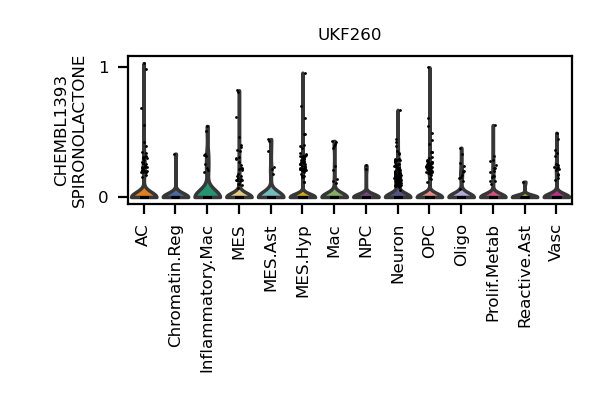 UKF260
CHEMBL1393
SPIRONOLACTONE
1
0
AC
Chromatin.Reg
Inflammatory.Mac
MES
MES.Ast
MES.Hyp
Mac
NPC
Neuron
OPC
Oligo
Prolif.Metab
Reactive.Ast
Vasc